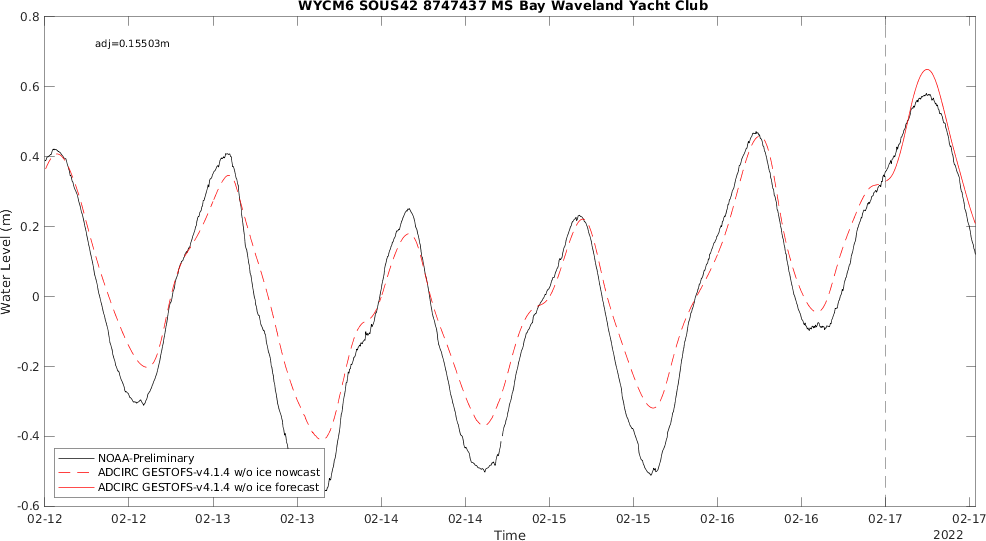 WYCM6 SOUS42 8747437 MS Bay Waveland Yacht Club
adj=0.15503m
0.8
0.6
0.4
0.2
0
-0.2
-0.4
-0.6
Water Level (m)
NOAA-Preliminary
ADCIRC GESTOFS-v4.1.4 w/o ice nowcast
ADCIRC GESTOFS-v4.1.4 w/o ice forecast
02-12 02-12 02-13 02-13 02-14 02-14 02-15 02-15 02-16 02-16 02-17 02-17
Time
2022